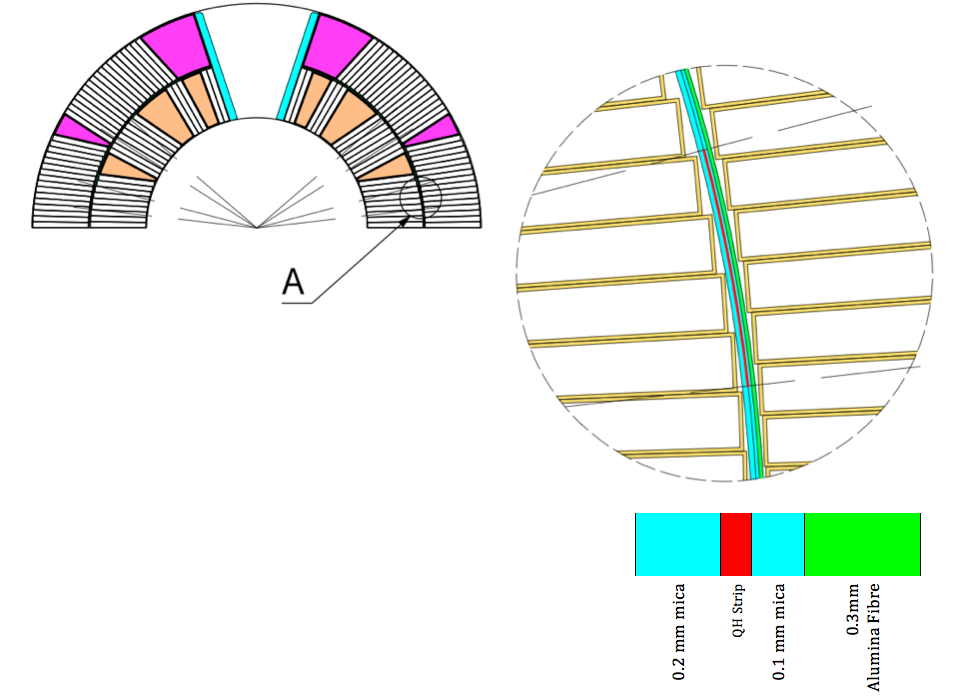 A
0.2 mm mica
QH Strip
0.1 mm mica
0.3mm
Alumina Fibre